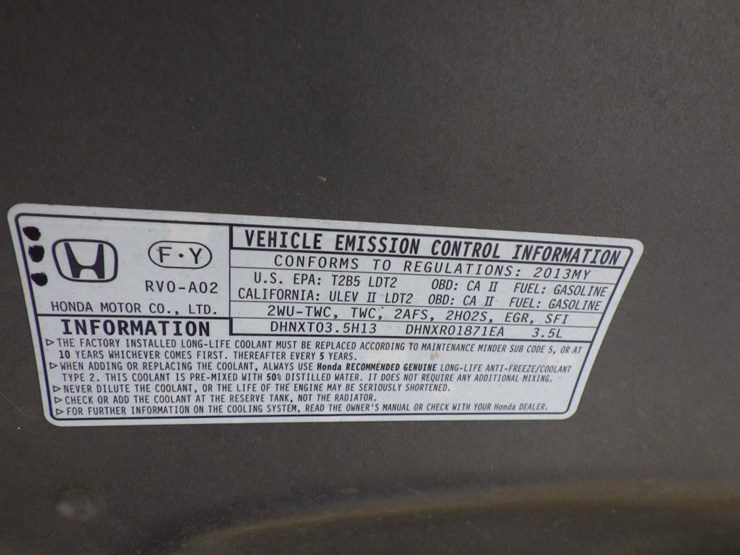 F·Y
RV0-A02
HONDA MOTOR CO., LTD.
VEHICLE EMISSION CONTROL INFORMATION
CONFORMS TO REGULATIONS: 2013MY
U.S. EPA: T2B5 LDT2 OBD: CA II FUEL: GASOLINE
CALIFORNIA: ULEV II LDT2 OBD: CA II FUEL: GASOLINE
2WU-TWC, TWC, 2AFS, 2HO2S, EGR, SFI
DHNXT03.5H13 DHNXR01871EA 3.5L
INFORMATION
▷ THE FACTORY INSTALLED LONG-LIFE COOLANT MUST BE REPLACED ACCORDING TO MAINTENANCE MINDER SUB CODE 5, OR AT
10 YEARS WHICHEVER COMES FIRST. THEREAFTER EVERY 5 YEARS.
▷ WHEN ADDING OR REPLACING THE COOLANT, ALWAYS USE Honda RECOMMENDED GENUINE LONG-LIFE ANTI-FREEZE/COOLANT
TYPE 2. THIS COOLANT IS PRE-MIXED WITH 50% DISTILLED WATER. IT DOES NOT REQUIRE ANY ADDITIONAL MIXING.
▷ NEVER DILUTE THE COOLANT, OR THE LIFE OF THE ENGINE MAY BE SERIOUSLY SHORTENED.
▷ CHECK OR ADD THE COOLANT AT THE RESERVE TANK, NOT THE RADIATOR.
▷ FOR FURTHER INFORMATION ON THE COOLING SYSTEM, READ THE OWNER'S MANUAL OR CHECK WITH YOUR Honda DEALER.